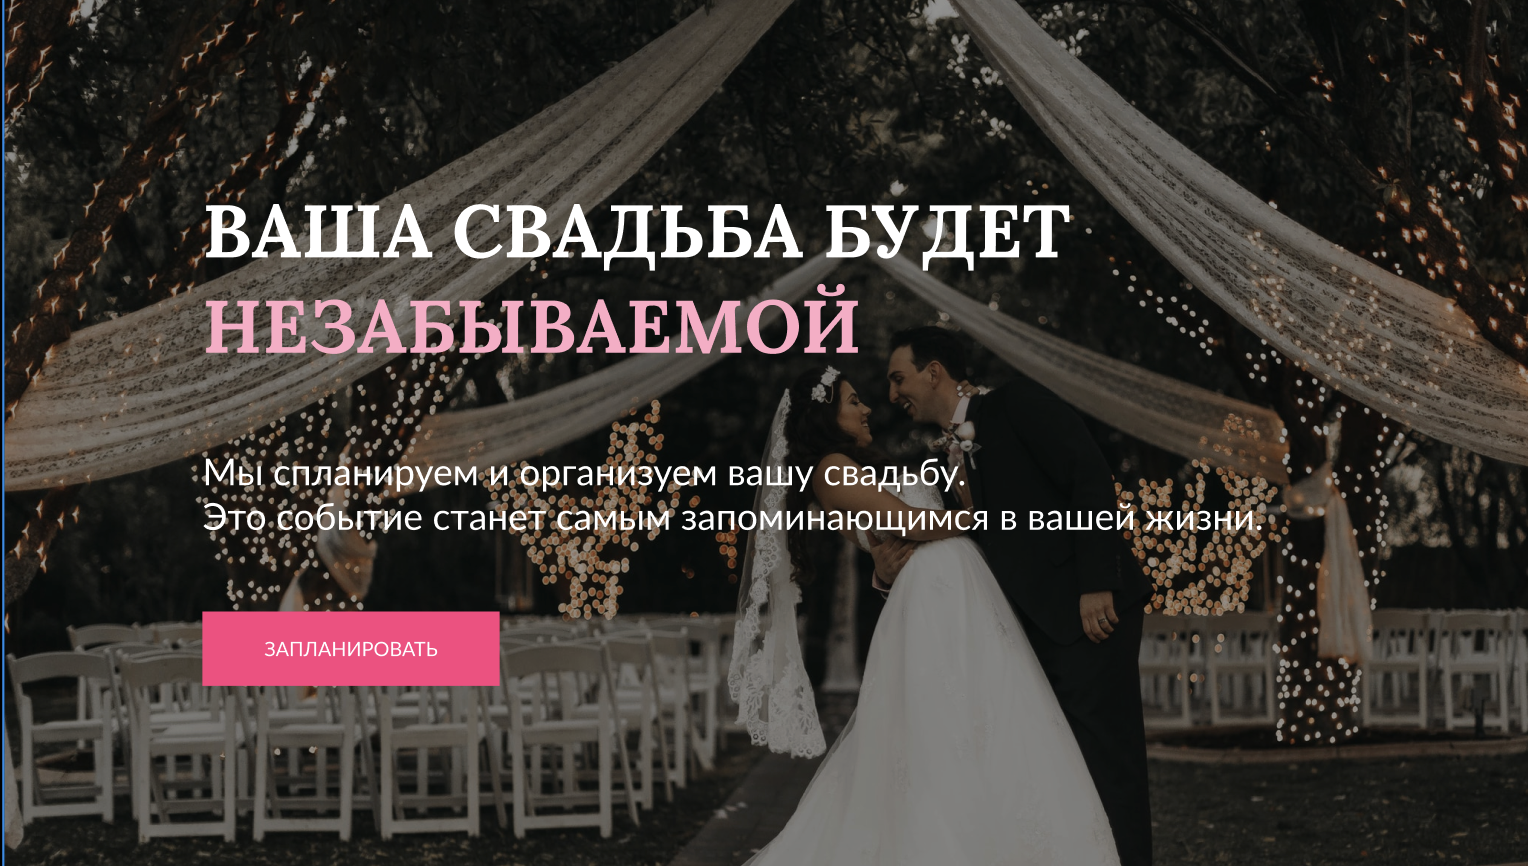 ВАША СВАДЬБА БУДЕТ
НЕЗАБЫВАЕМОЙ
Мы спланируем и организуем вашу свадьбу.
Это событие станет самым запоминающимся в вашей жизни.
ЗАПЛАНИРОВАТЬ